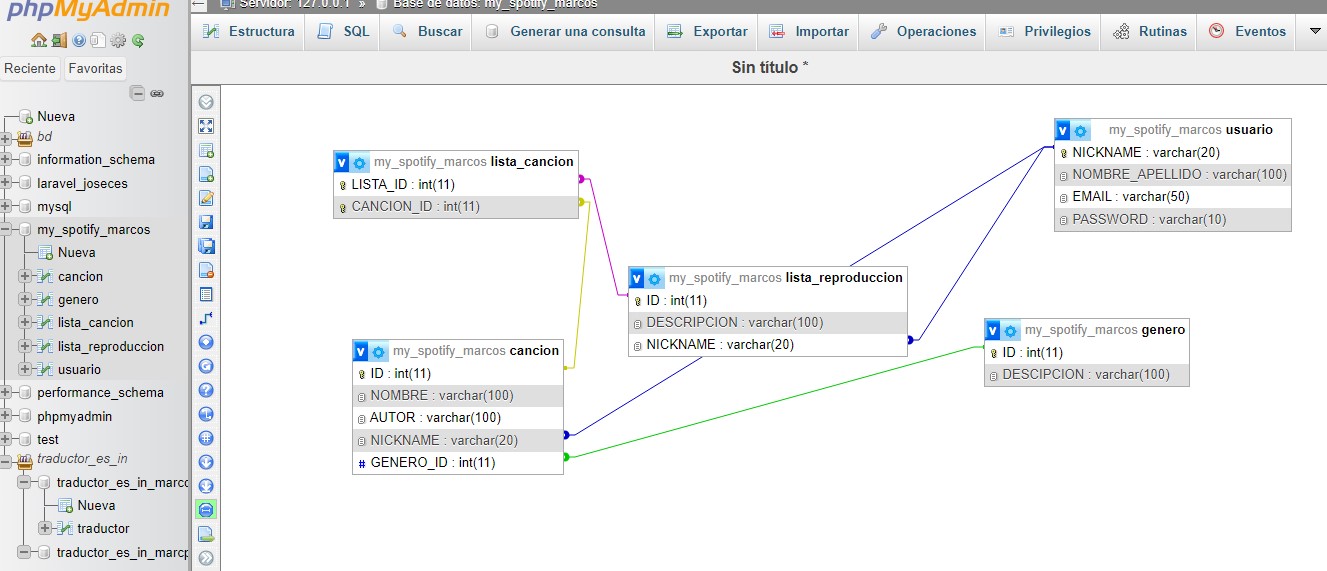 phpMyAdmin
Servidor: 127.0.0.1 » Base de datos: my_spotify_marcos
Estructura SQL Buscar Generar una consulta Exportar Importar Operaciones Privilegios Rutinas Eventos
Reciente Favoritas
Sin título *
Nueva
bd
information_schema
laravel_joseces
mysql
my_spotify_marcos
Nueva
cancion
genero
lista_cancion
lista_reproduccion
usuario
performance_schema
phpmyadmin
test
traductor_es_in
traductor_es_in_marco
Nueva
traductor
traductor_es_in_marcp
v my_spotify_marcos lista_cancion
LISTA_ID : int(11)
CANCION_ID : int(11)
v my_spotify_marcos usuario
NICKNAME : varchar(20)
NOMBRE_APELLIDO : varchar(100)
EMAIL : varchar(50)
PASSWORD : varchar(10)
v my_spotify_marcos lista_reproduccion
ID : int(11)
DESCRIPCION : varchar(100)
NICKNAME : varchar(20)
v my_spotify_marcos genero
ID : int(11)
DESCIPCION : varchar(100)
v my_spotify_marcos cancion
ID : int(11)
NOMBRE : varchar(100)
AUTOR : varchar(100)
NICKNAME : varchar(20)
# GENERO_ID : int(11)